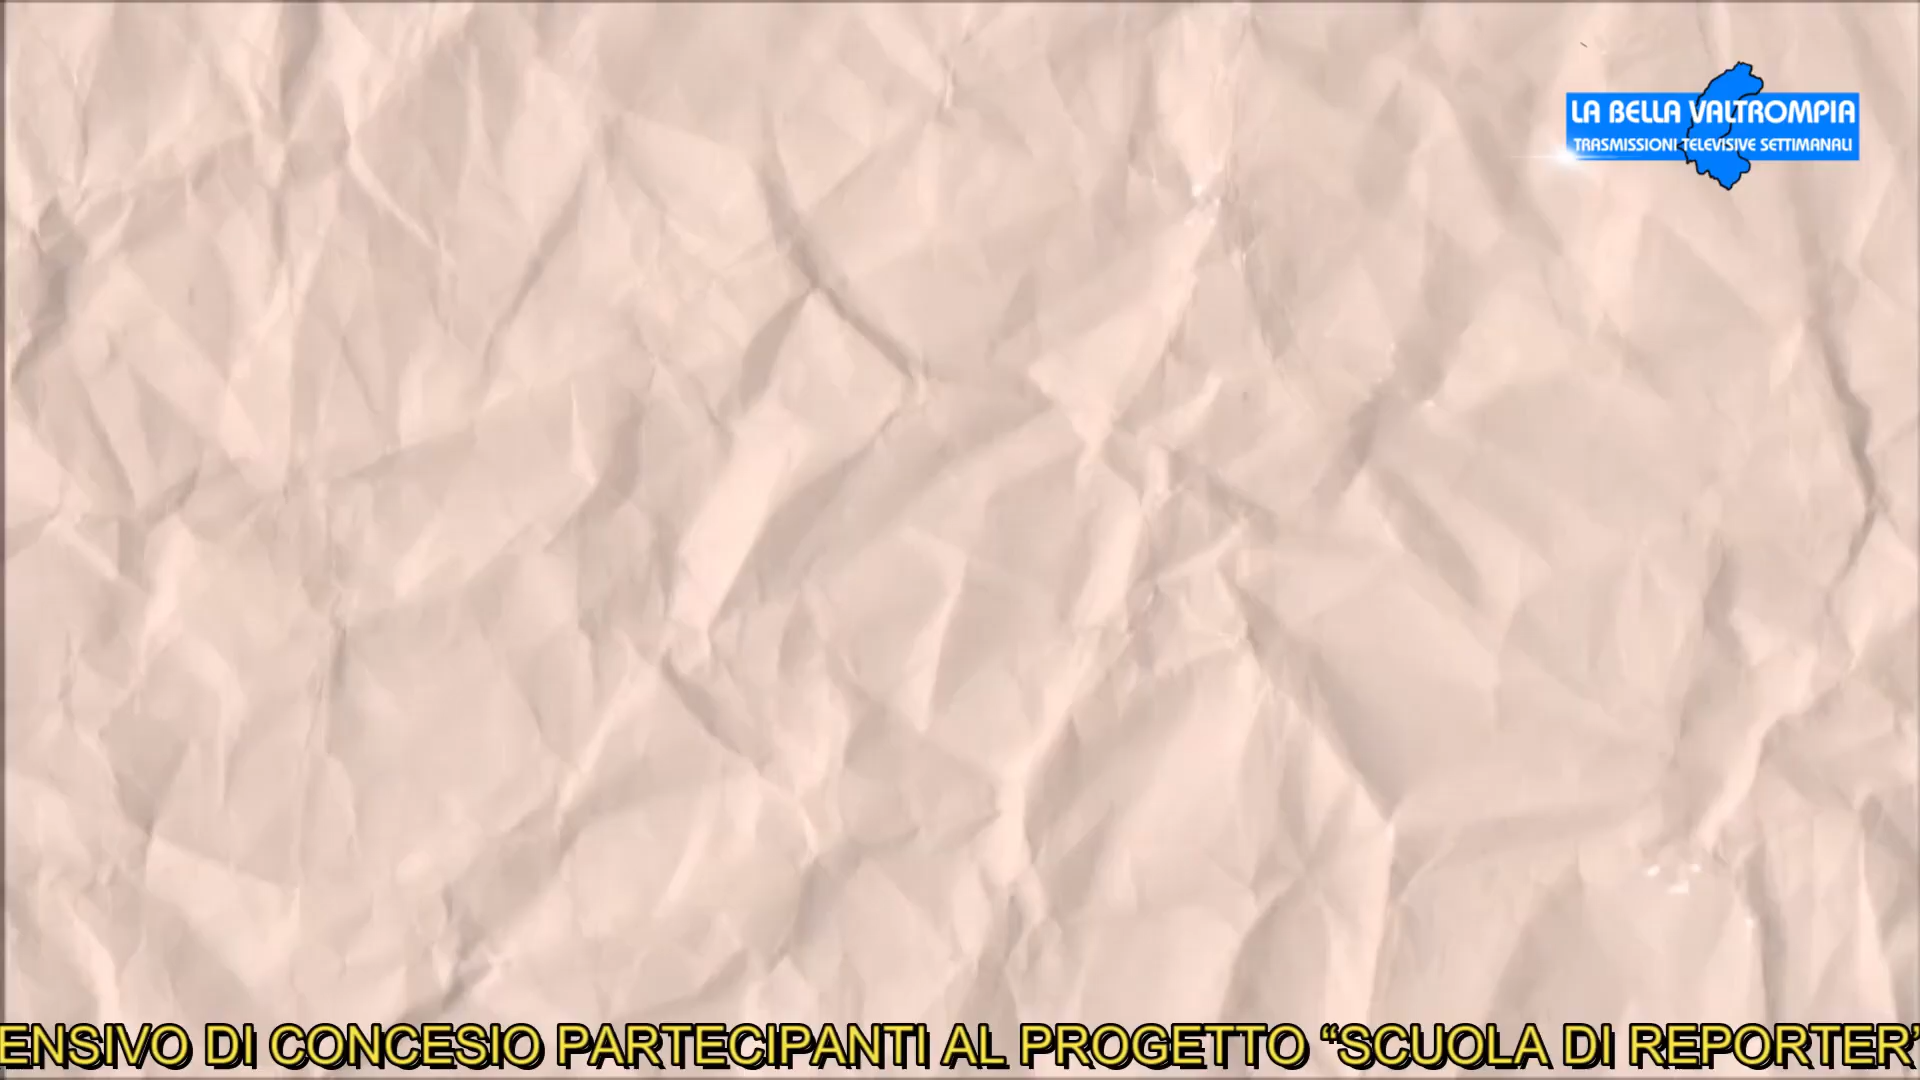 LA BELLA VALTROMPIA
TRASMISSIONI TELEVISIVE SETTIMANALI
ENSIVO DI CONCESIO PARTECIPANTI AL PROGETTO “SCUOLA DI REPORTER”